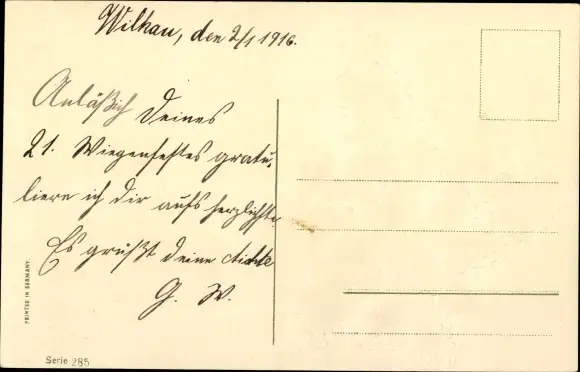 Wilkau, den 2/1 1916.
Anläßlich Deines
21. Wiegenfestes gratu-
liere ich dir aufs herzlichste.
Es grüßt Deine
G. W.
PRINTED IN GERMANY.
Serie 285